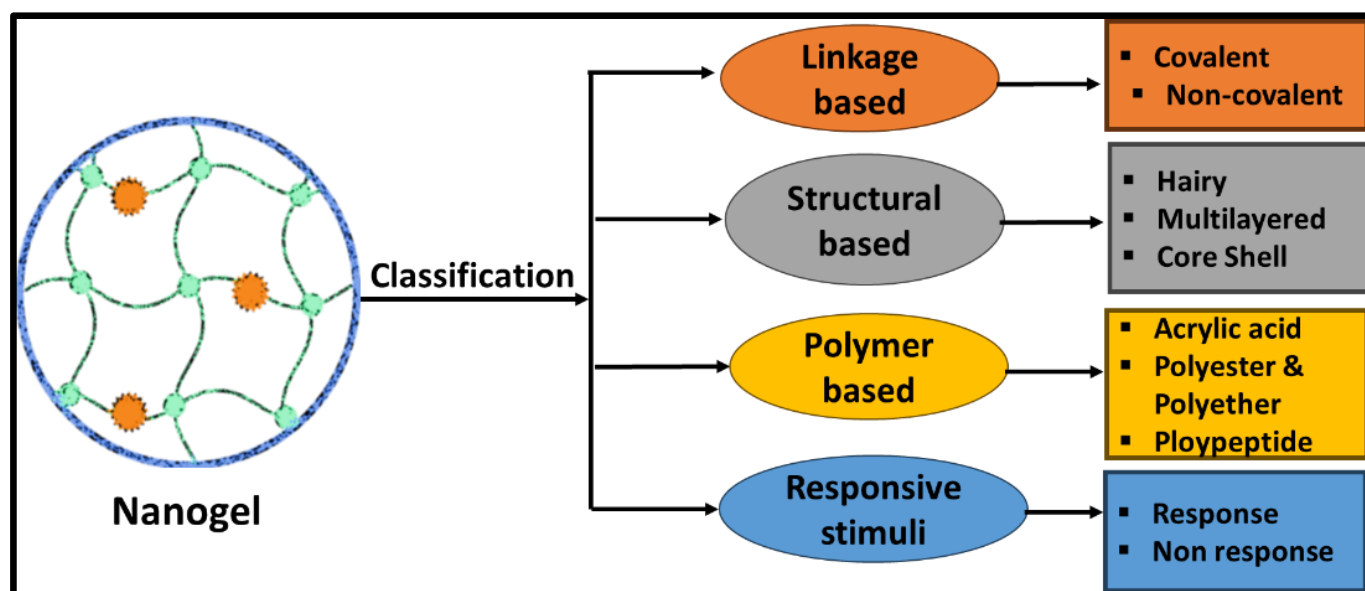 Nanogel
Classification
Linkage
based
▪ Covalent
▪ Non-covalent
Structural
based
▪ Hairy
▪ Multilayered
▪ Core Shell
Polymer
based
▪ Acrylic acid
▪ Polyester &
Polyether
▪ Ploypeptide
Responsive
stimuli
▪ Response
▪ Non response